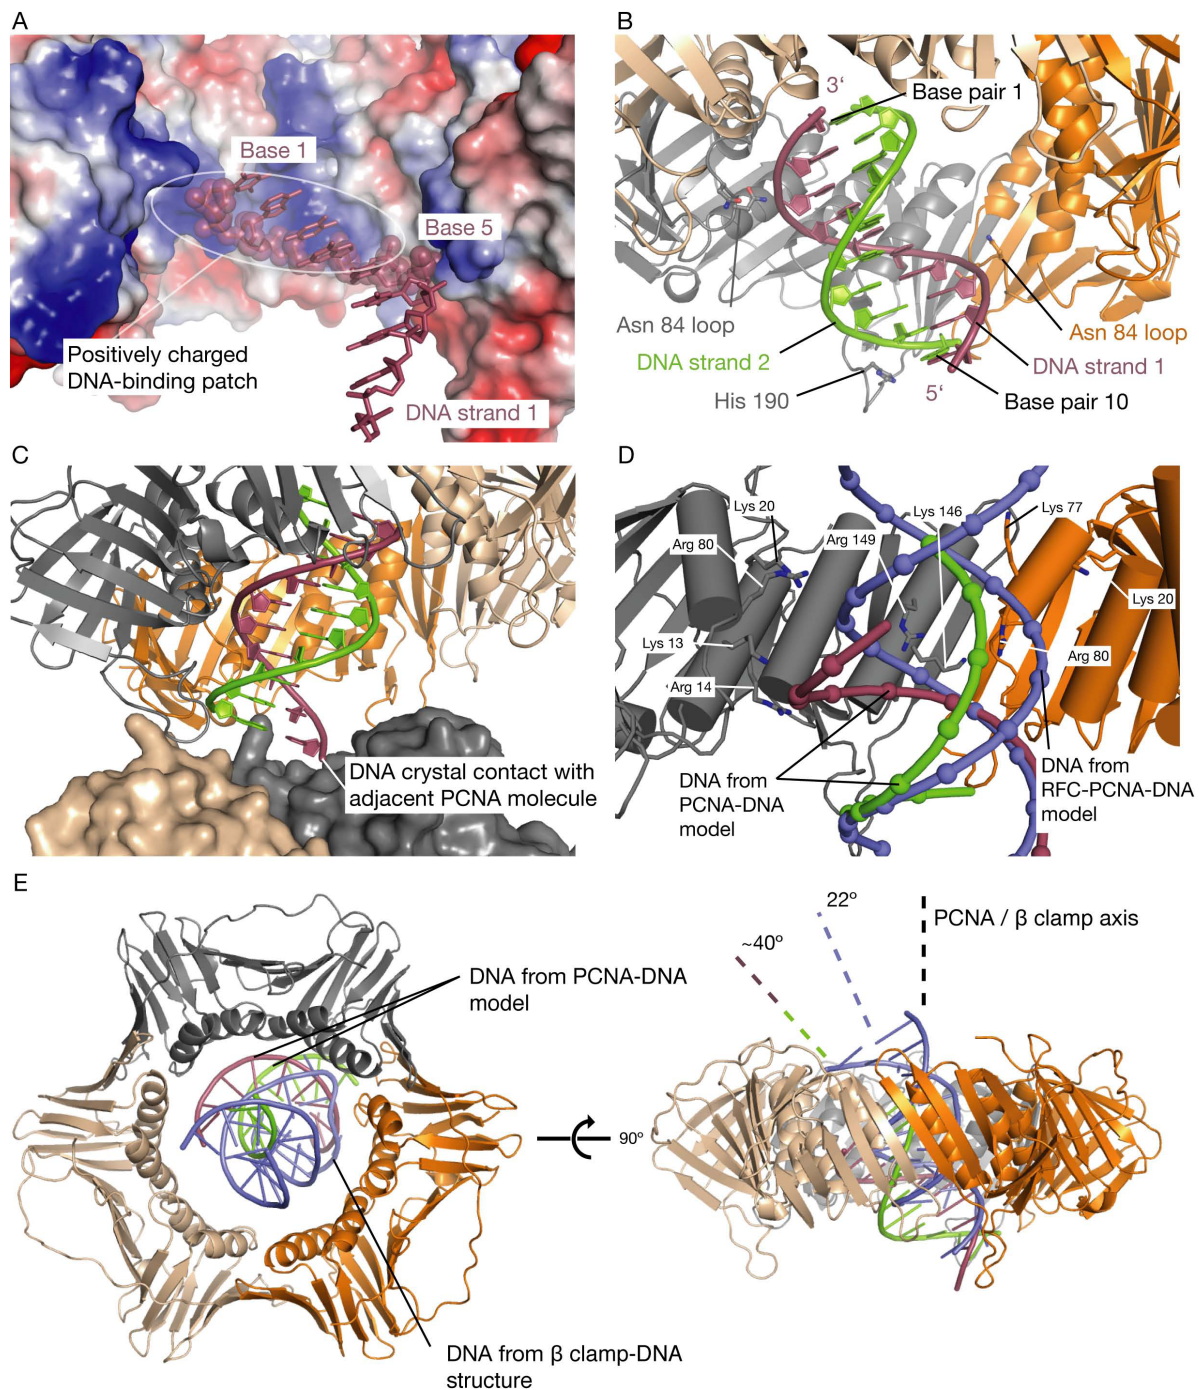 A
Base 1
Base 5
Positively charged
DNA-binding patch
DNA strand 1
B
3‘
Base pair 1
Asn 84 loop
Asn 84 loop
DNA strand 2
DNA strand 1
His 190
5‘
Base pair 10
C
DNA crystal contact with
adjacent PCNA molecule
D
Lys 20
Lys 146
Lys 77
Arg 80
Arg 149
Lys 20
Lys 13
Arg 80
Arg 14
DNA from
PCNA-DNA
model
DNA from
RFC-PCNA-DNA
model
E
DNA from PCNA-DNA
model
90º
DNA from β clamp-DNA
structure
~40º
22º
PCNA / β clamp axis